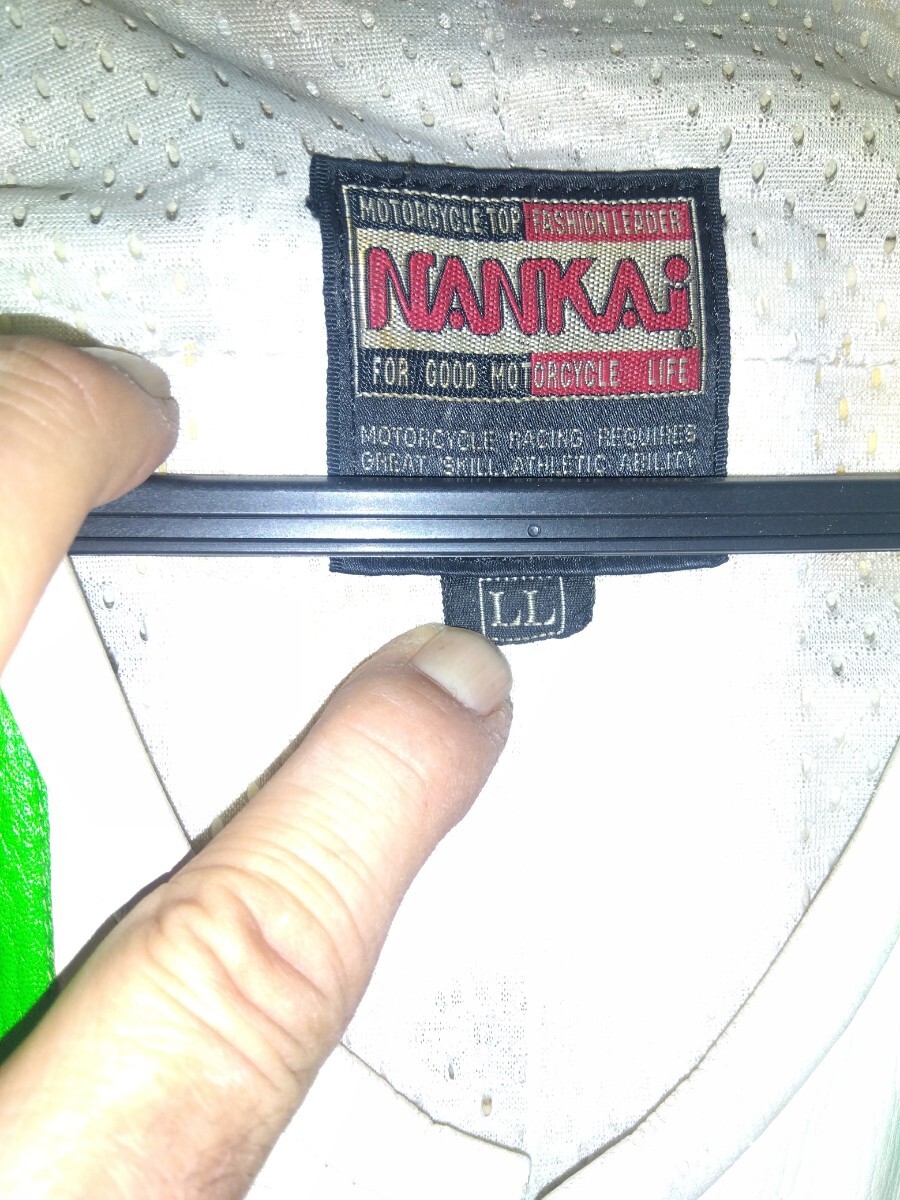 MOTORCYCLE TOP FASHION LEADER
NANKAi
®
FOR GOOD MOTORCYCLE LIFE
MOTORCYCLE RACING REQUIRES
GREAT SKILL, ATHLETIC ABILITY
LL